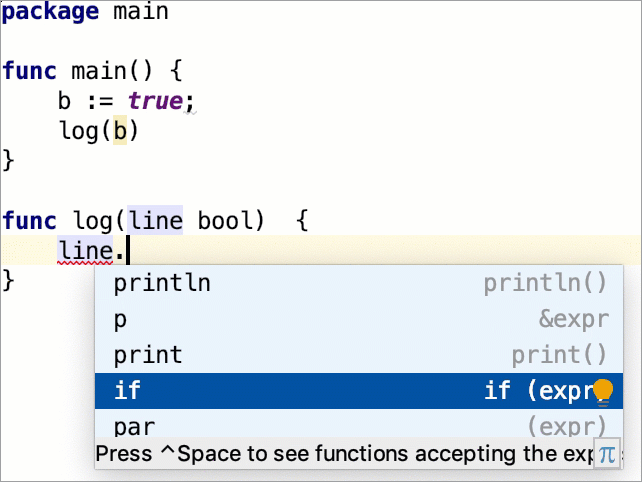 package main
func main() {
b := true;
log(b)
}
func log(line bool)  {
line.
}
println println()
p &expr
print print()
if if (expr)
par (expr)
Press ^Space to see functions accepting the π